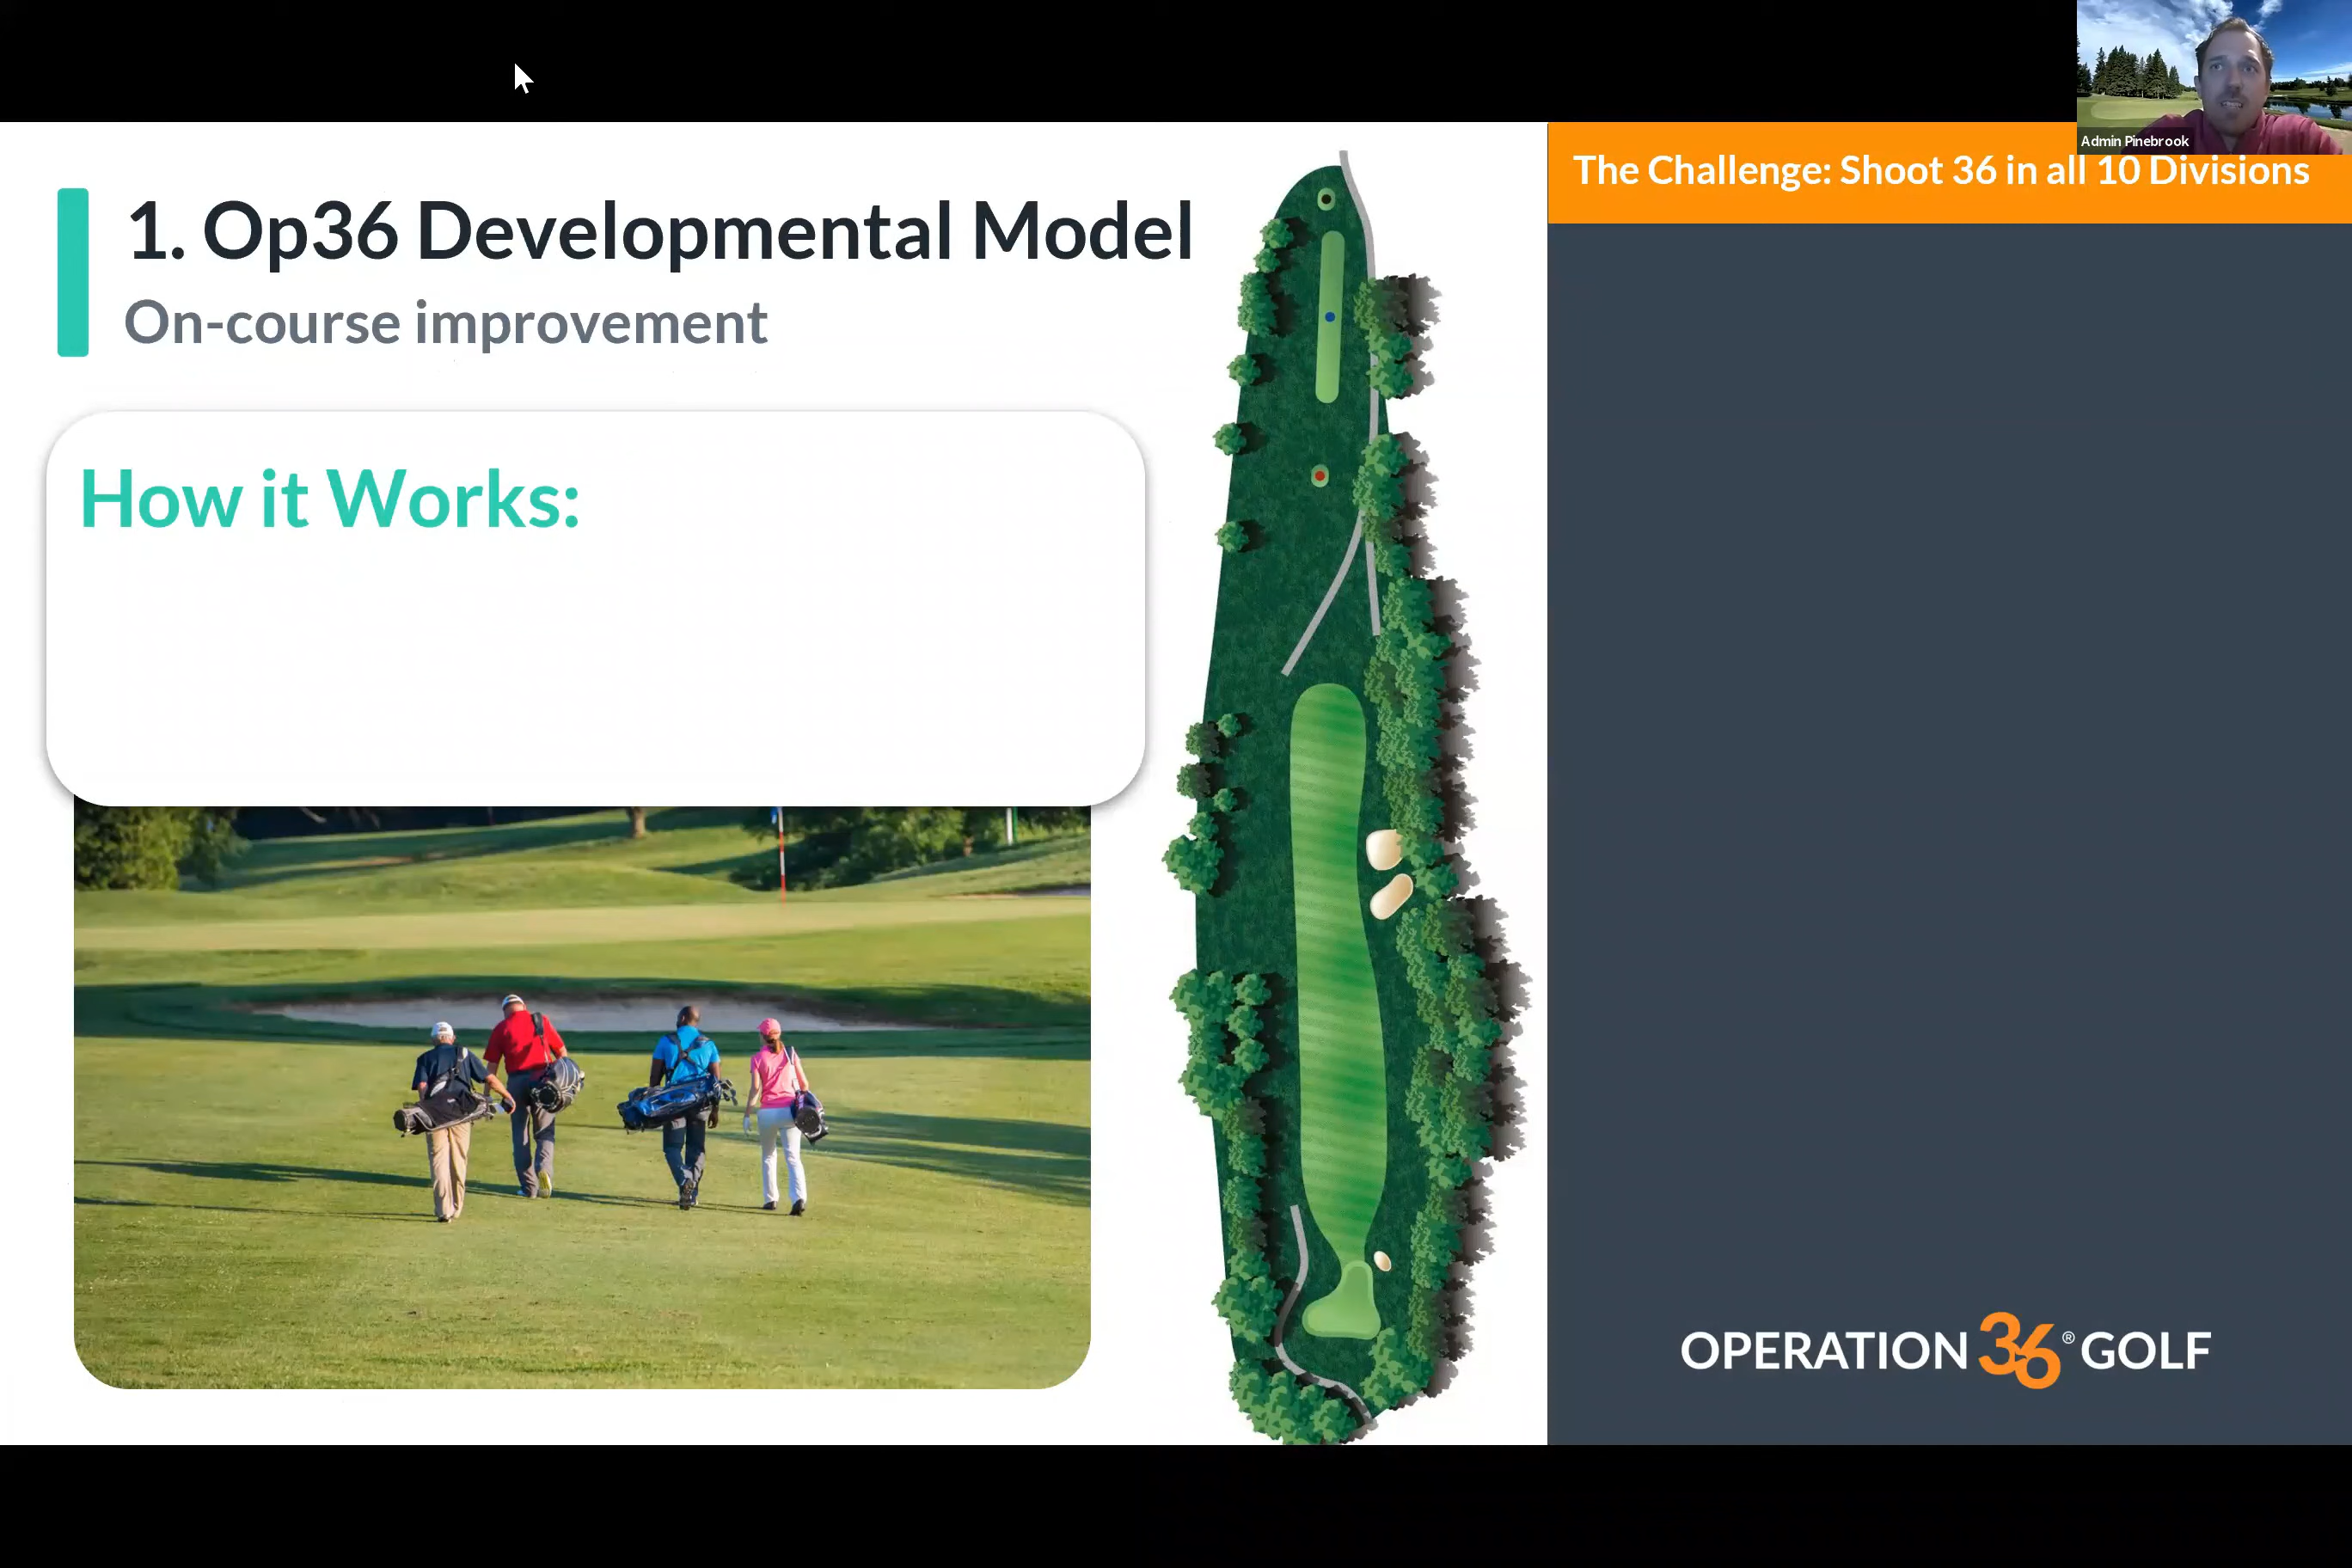 Admin Pinebrook
The Challenge: Shoot 36 in all 10 Divisions
1. Op36 Developmental Model
On-course improvement
How it Works:
OPERATION 36® GOLF